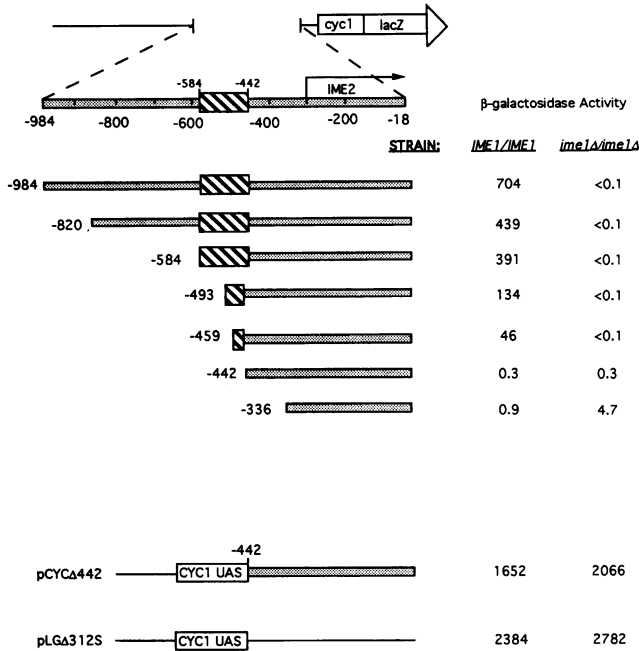 cyc1 lacZ
-584 -442 IME2
-984 -800 -600 -400 -200 -18
β-galactosidase Activity
STRAIN: IME1/IME1 ime1Δ/ime1Δ
-984 704 <0.1
-820 439 <0.1
-584 391 <0.1
-493 134 <0.1
-459 46 <0.1
-442 0.3 0.3
-336 0.9 4.7
-442
pCYCΔ442 CYC1 UAS 1652 2066
pLGΔ312S CYC1 UAS 2384 2782